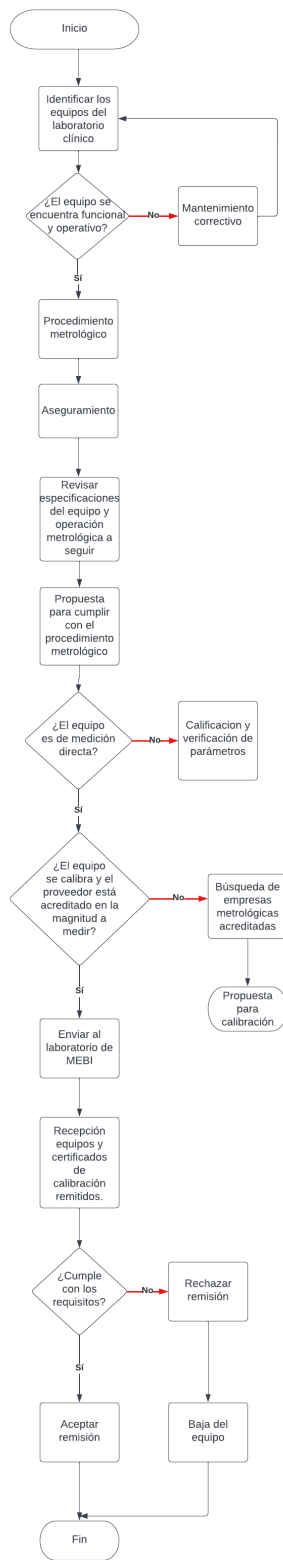 Inicio
Identificar los
equipos del
laboratorio
clínico
¿El equipo se
encuentra funcional
y operativo?
No
Mantenimiento
correctivo
Sí
Procedimiento
metrológico
Aseguramiento
Revisar
especificaciones
del equipo y
operación
metrológica a
seguir
Propuesta
para cumplir
con el
procedimiento
metrológico
¿El equipo
es de medición
directa?
No
Calificacion y
verificación de
parámetros
Sí
¿El equipo
se calibra y el
proveedor está
acreditado en la
magnitud a
medir?
No
Búsqueda de
empresas
metrológicas
acreditadas
Propuesta
para
calibración
Sí
Enviar al
laboratorio de
MEBI
Recepción
equipos y
certificados
de
calibración
remitidos.
¿Cumple
con los
requisitos?
No
Rechazar
remisión
Sí
Aceptar
remisión
Baja del
equipo
Fin